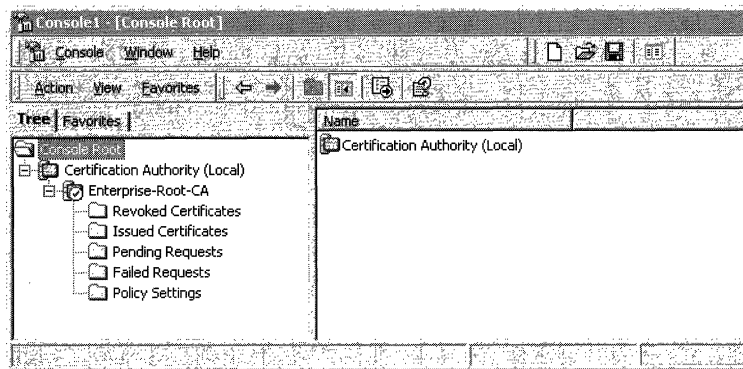 Console1 - [Console Root]
Console Window Help
Action View Favorites
Tree Favorites
Name
Console Root
Certification Authority (Local)
Certification Authority (Local)
Enterprise-Root-CA
Revoked Certificates
Issued Certificates
Pending Requests
Failed Requests
Policy Settings